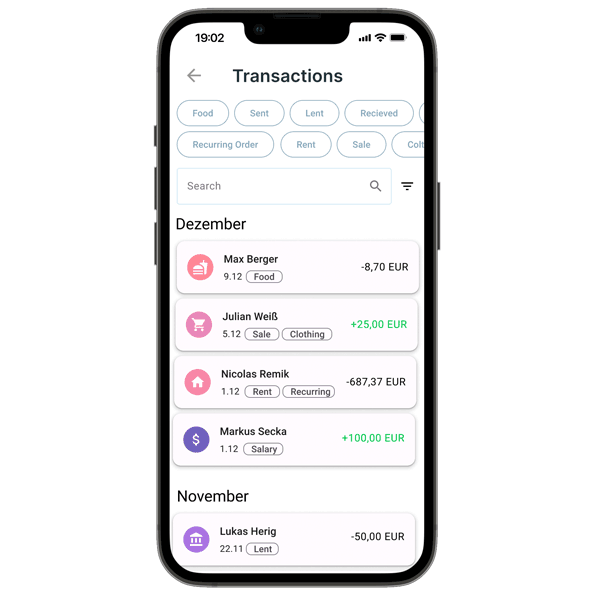 19:02
Transactions
Food Sent Lent Recieved
Recurring Order Rent Sale
Search
Dezember
Max Berger
9.12 Food
-8,70 EUR
Julian Weiß
5.12 Sale Clothing
+25,00 EUR
Nicolas Remik
1.12 Rent Recurring
-687,37 EUR
Markus Secka
1.12 Salary
+100,00 EUR
November
Lukas Herig
22.11 Lent
-50,00 EUR